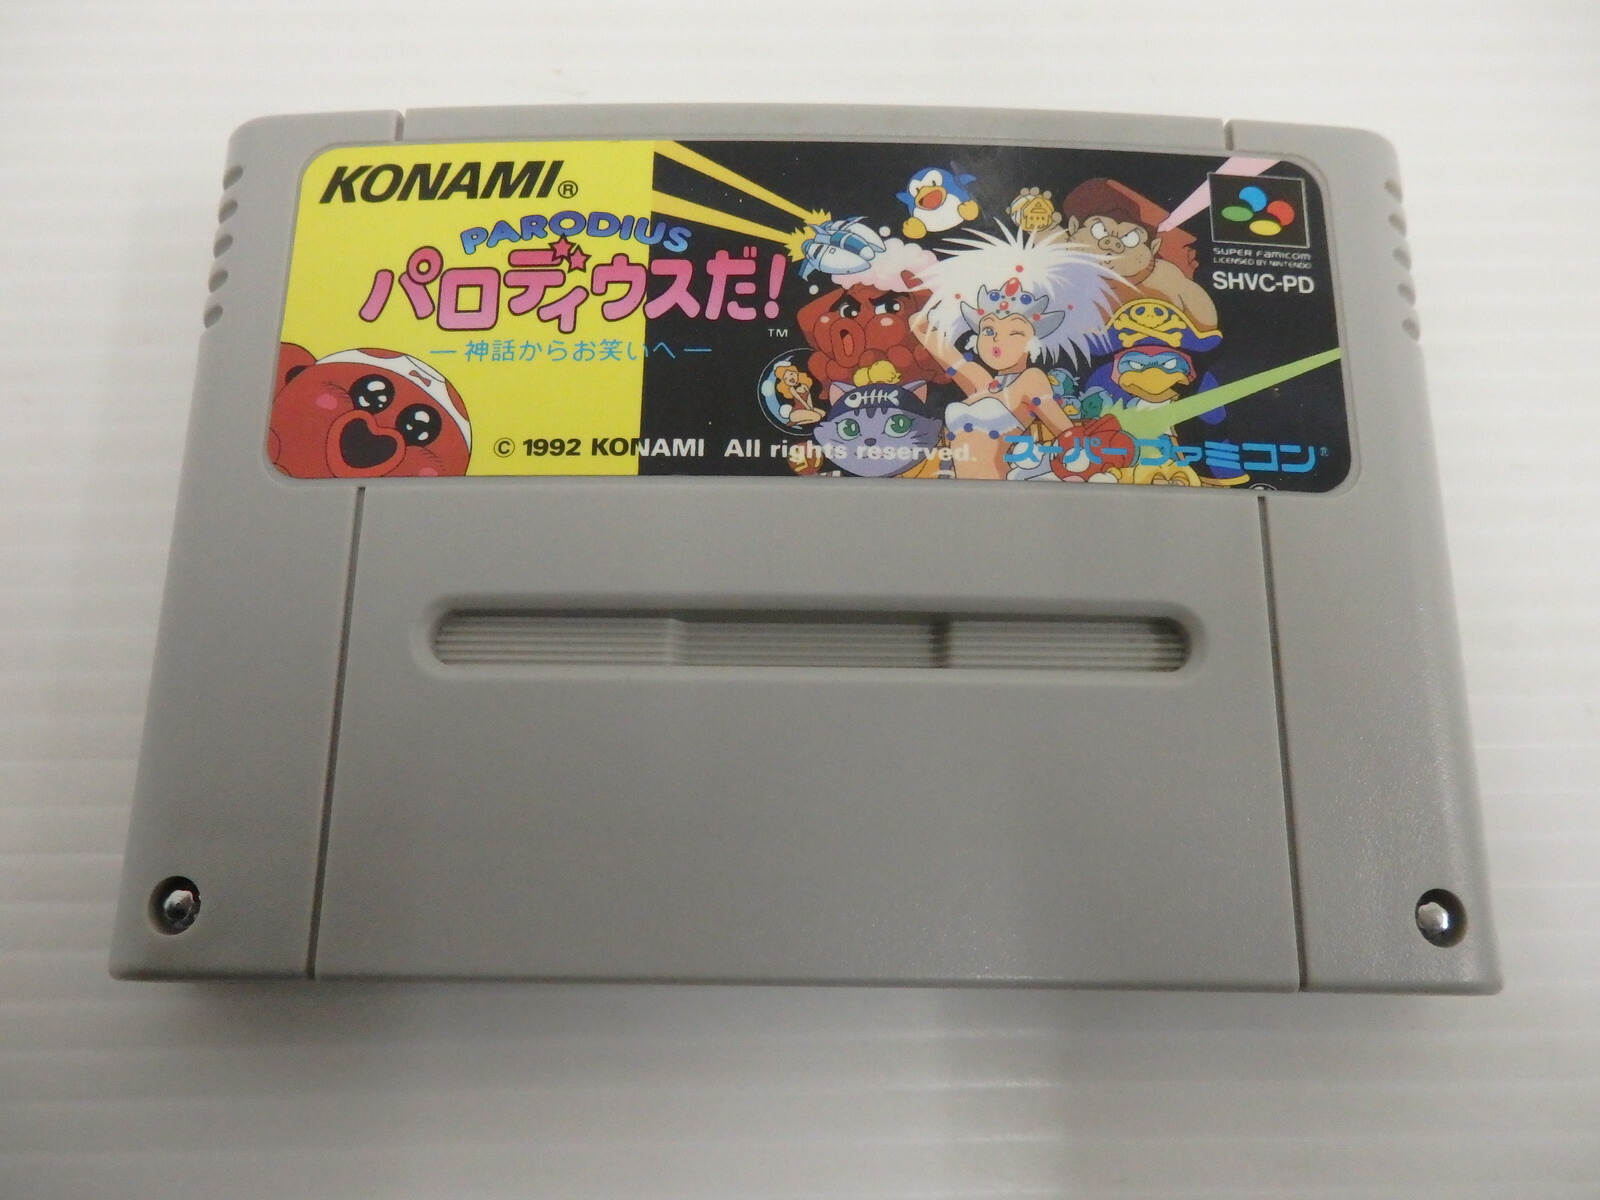 KONAMI®
PARODIUS
パロディウスだ!
TM
─ 神話からお笑いへ ─
© 1992 KONAMI All rights reserved.
SUPER Famicom
LICENSED BY NINTENDO
SHVC-PD
スーパーファミコン®